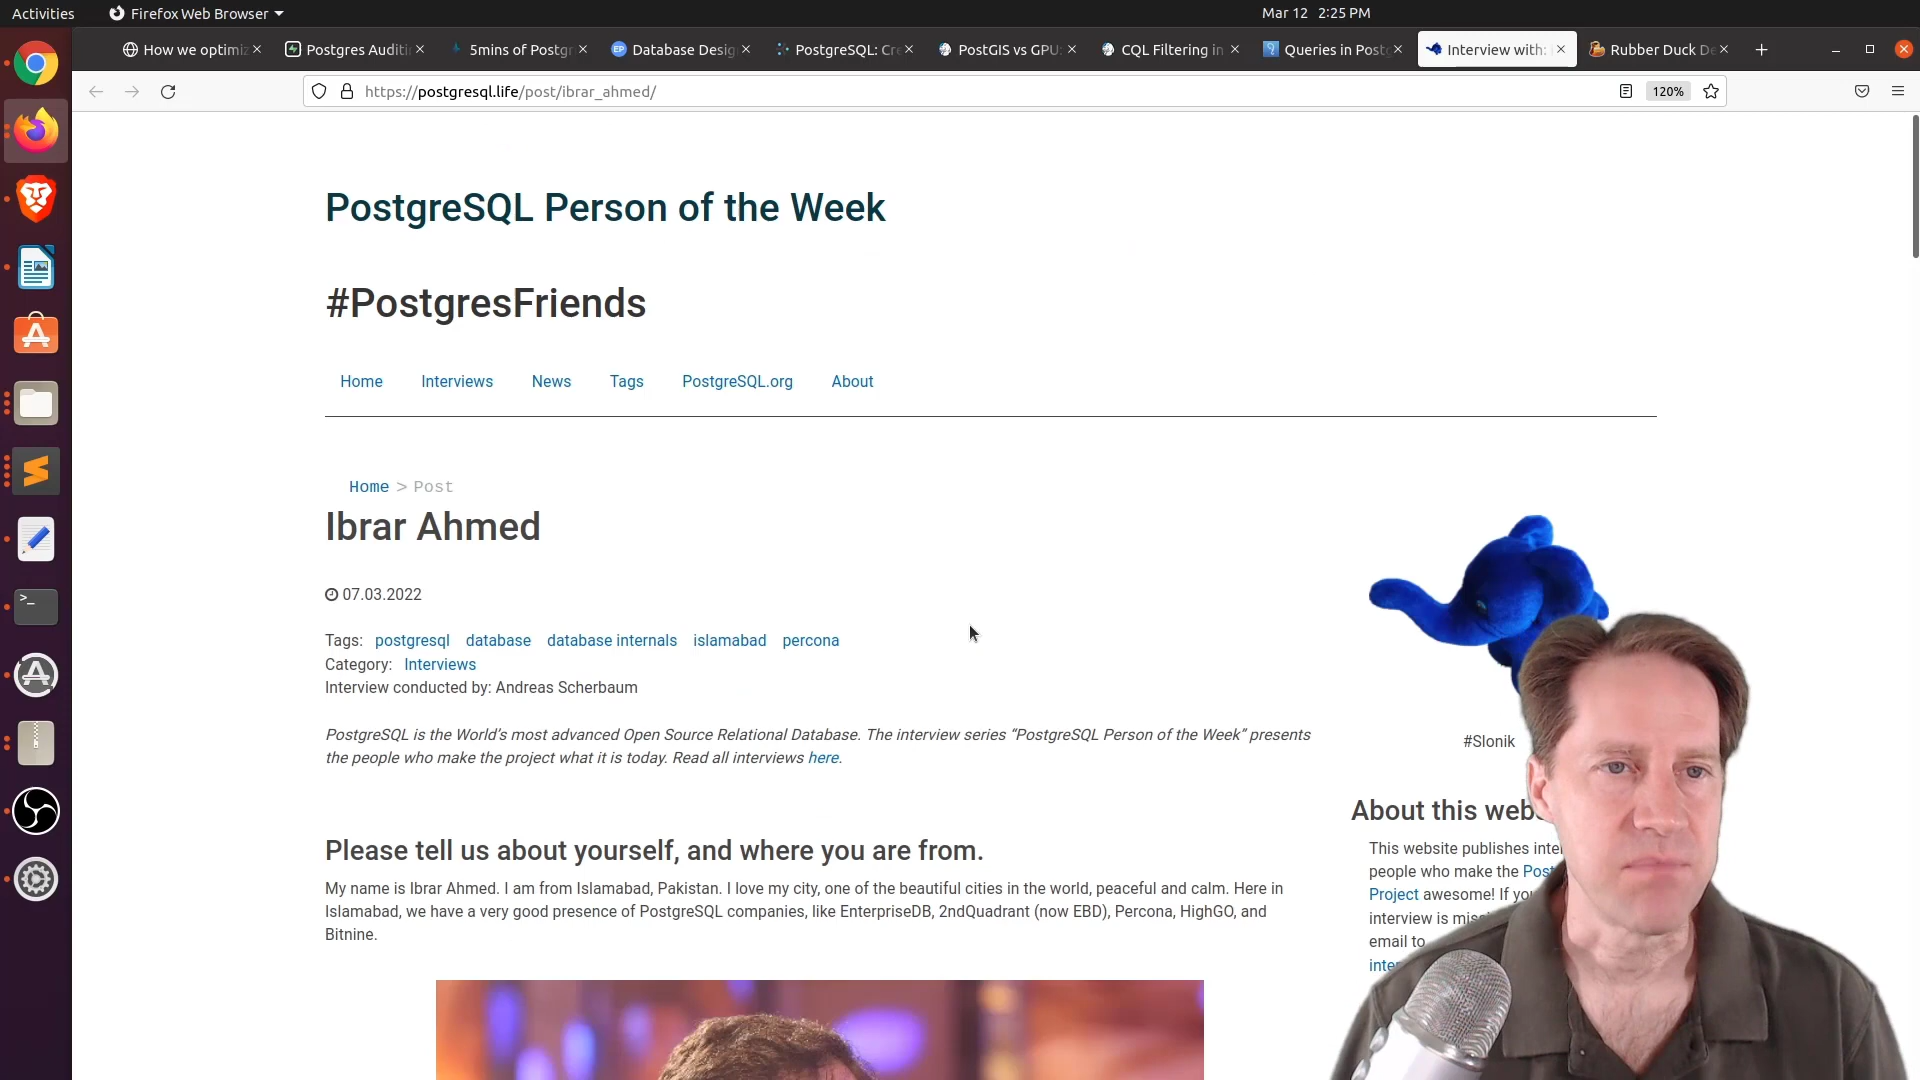 Activities
Firefox Web Browser
Mar 12 2:25 PM
How we optimiz
Postgres Auditi
5mins of Postgr
Database Desig
PostgreSQL: Cr
PostGIS vs GPU:
CQL Filtering in
Queries in Postg
Interview with:
Rubber Duck De
https://postgresql.life/post/ibrar_ahmed/
120%
PostgreSQL Person of the Week
#PostgresFriends
Home
Interviews
News
Tags
PostgreSQL.org
About
Home > Post
Ibrar Ahmed
07.03.2022
Tags: postgresql database database internals islamabad percona
Category: Interviews
Interview conducted by: Andreas Scherbaum
PostgreSQL is the World's most advanced Open Source Relational Database. The interview series “PostgreSQL Person of the Week” presents
the people who make the project what it is today. Read all interviews here.
Please tell us about yourself, and where you are from.
My name is Ibrar Ahmed. I am from Islamabad, Pakistan. I love my city, one of the beautiful cities in the world, peaceful and calm. Here in
Islamabad, we have a very good presence of PostgreSQL companies, like EnterpriseDB, 2ndQuadrant (now EBD), Percona, HighGO, and
Bitnine.
#Slonik
About this web
This website publishes inte
people who make the Post
Project awesome! If you
interview is miss
email to
inte